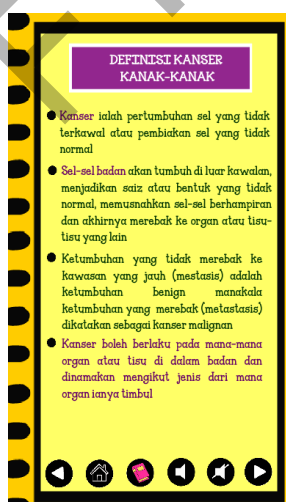 DEFINISI KANSER
KANAK-KANAK
Kanser ialah pertumbuhan sel yang tidak
terkawal atau pembiakan sel yang tidak
normal
Sel-sel badan akan tumbuh di luar kawalan,
menjadikan saiz atau bentuk yang tidak
normal, memusnahkan sel-sel berhampiran
dan akhirnya merebak ke organ atau tisu-
tisu yang lain
Ketumbuhan yang tidak merebak ke
kawasan yang jauh (mestasis) adalah
ketumbuhan benign manakala
ketumbuhan yang merebak (metastasis)
dikatakan sebagai kanser malignan
Kanser boleh berlaku pada mana-mana
organ atau tisu di dalam badan dan
dinamakan mengikut jenis dari mana
organ ianya timbul